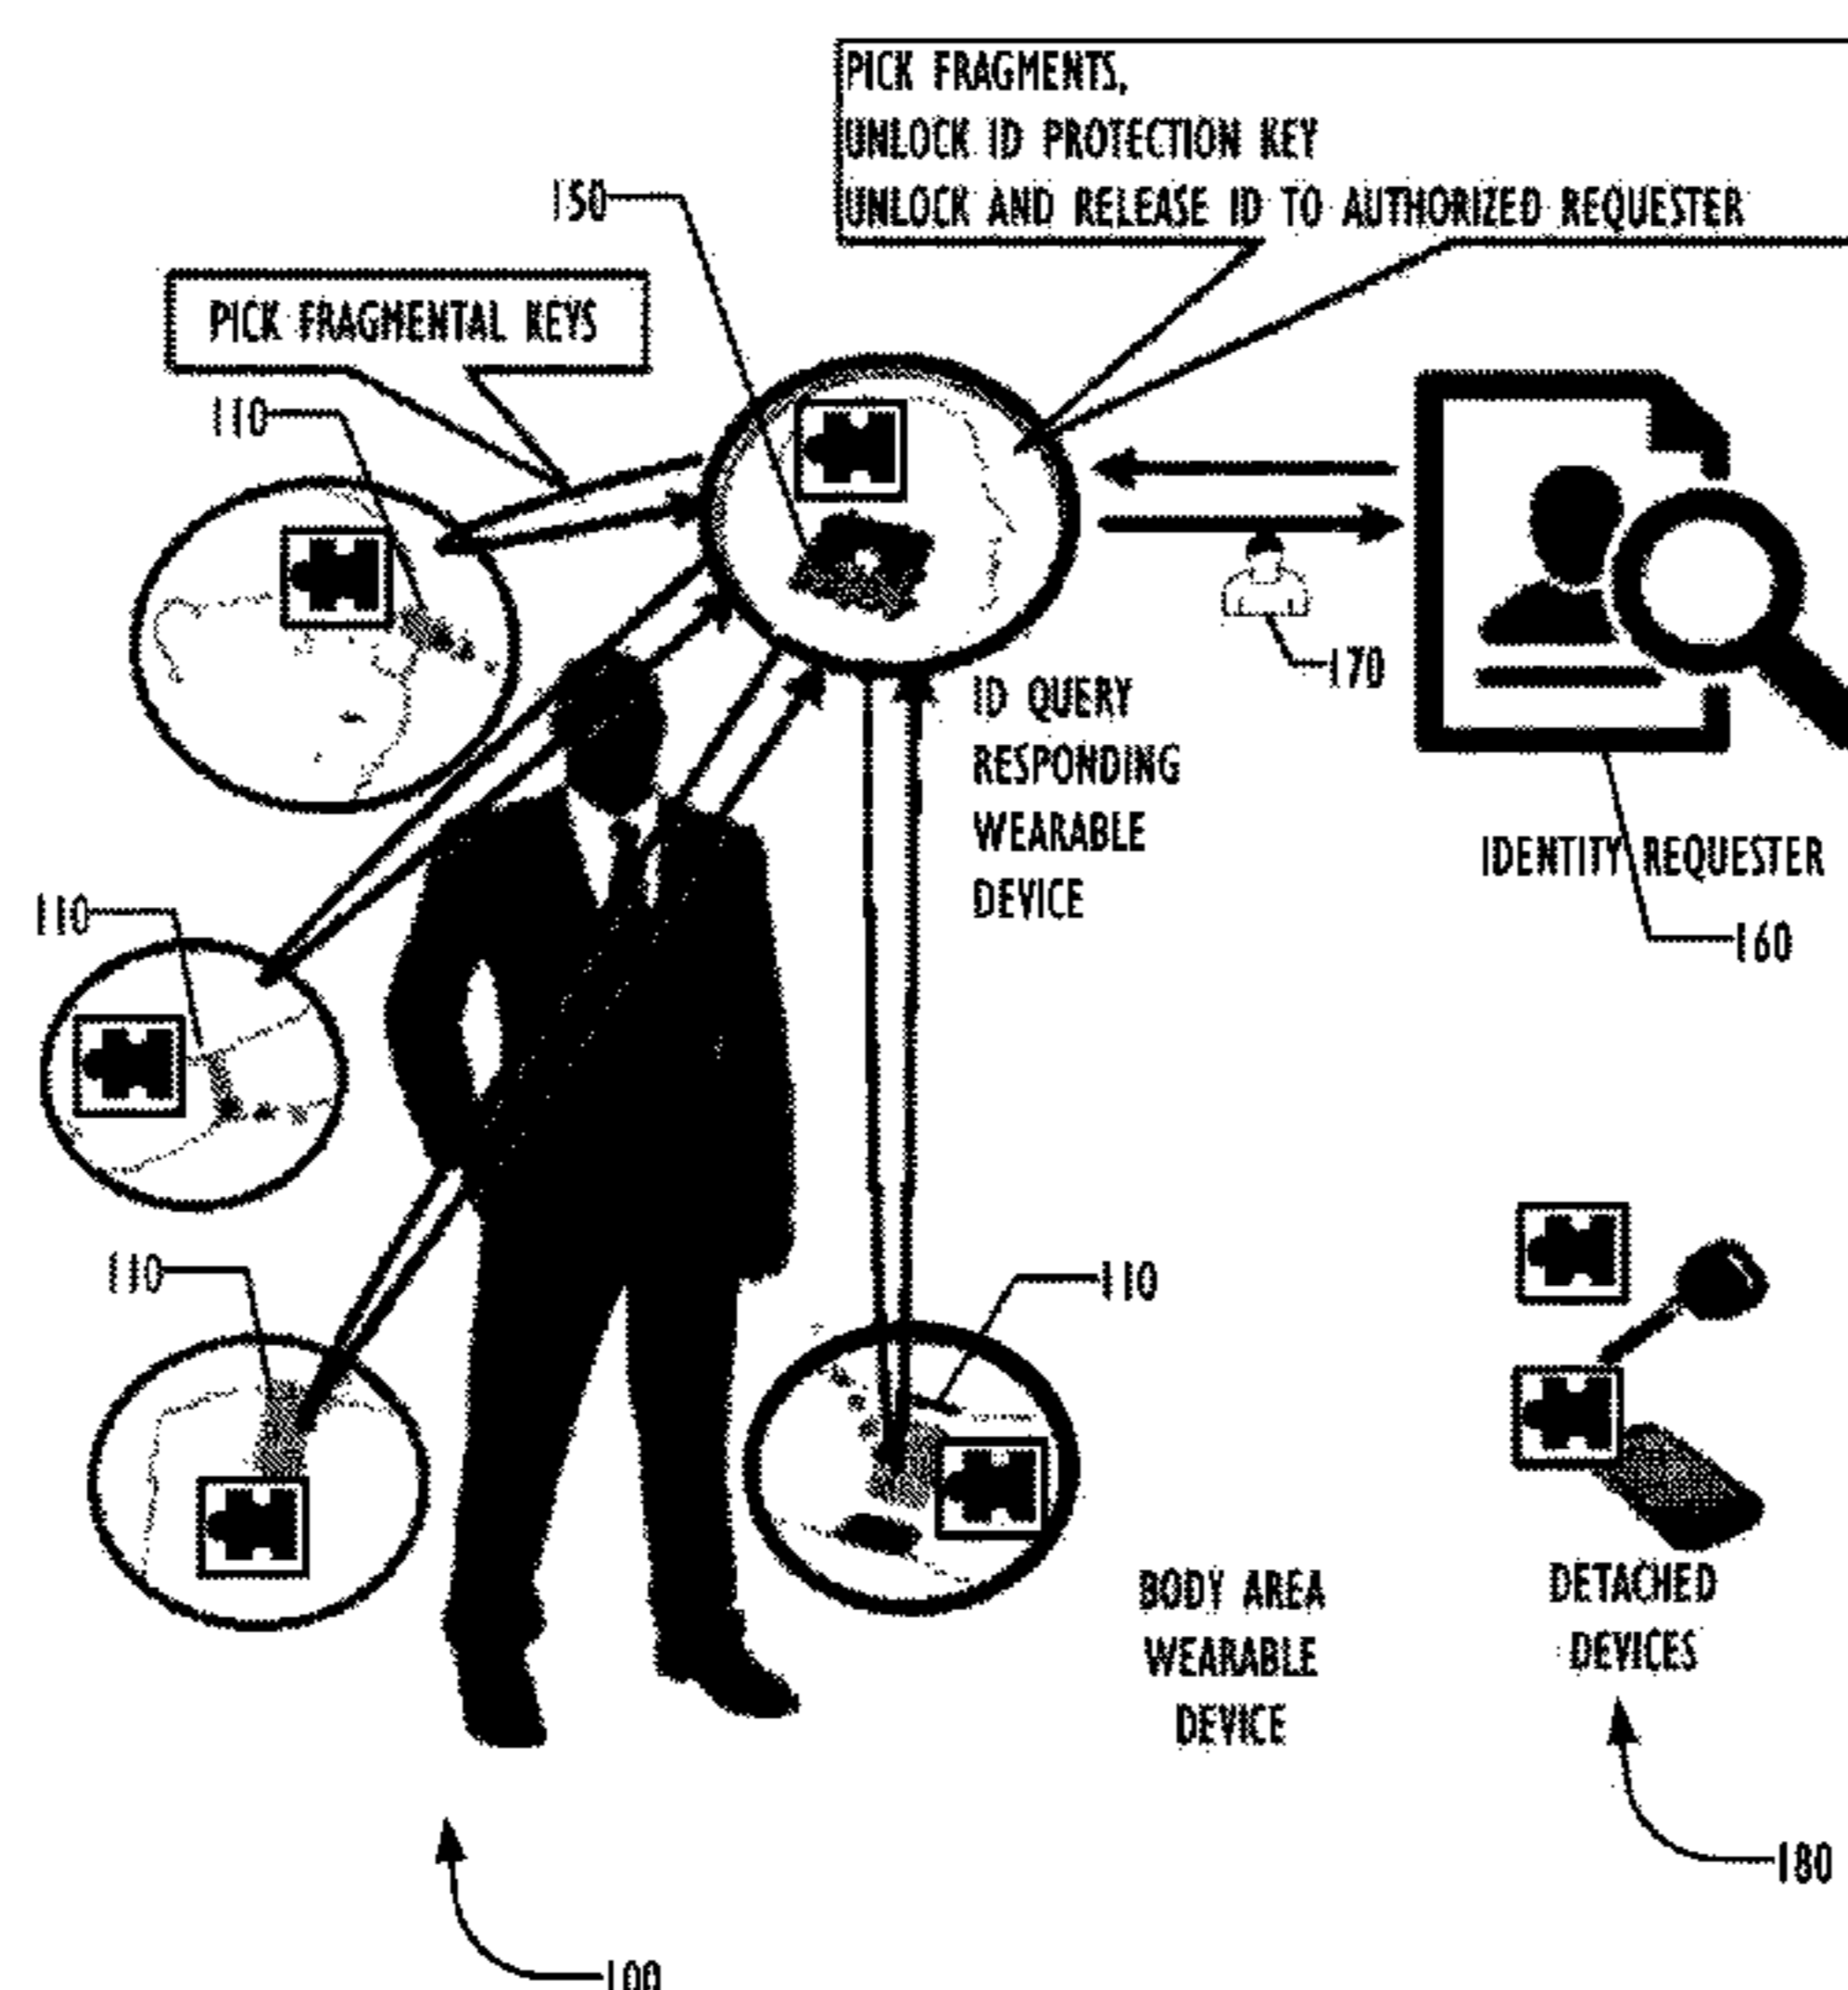 PICK FRAGMENTS,
UNLOCK ID PROTECTION KEY
UNLOCK AND RELEASE ID TO AUTHORIZED REQUESTER
150
PICK FRAGMENTAL KEYS
110
170
ID QUERY
RESPONDING
WEARABLE
DEVICE
IDENTITY REQUESTER
110
160
110
110
BODY AREA
WEARABLE
DEVICE
DETACHED
DEVICES
180
100